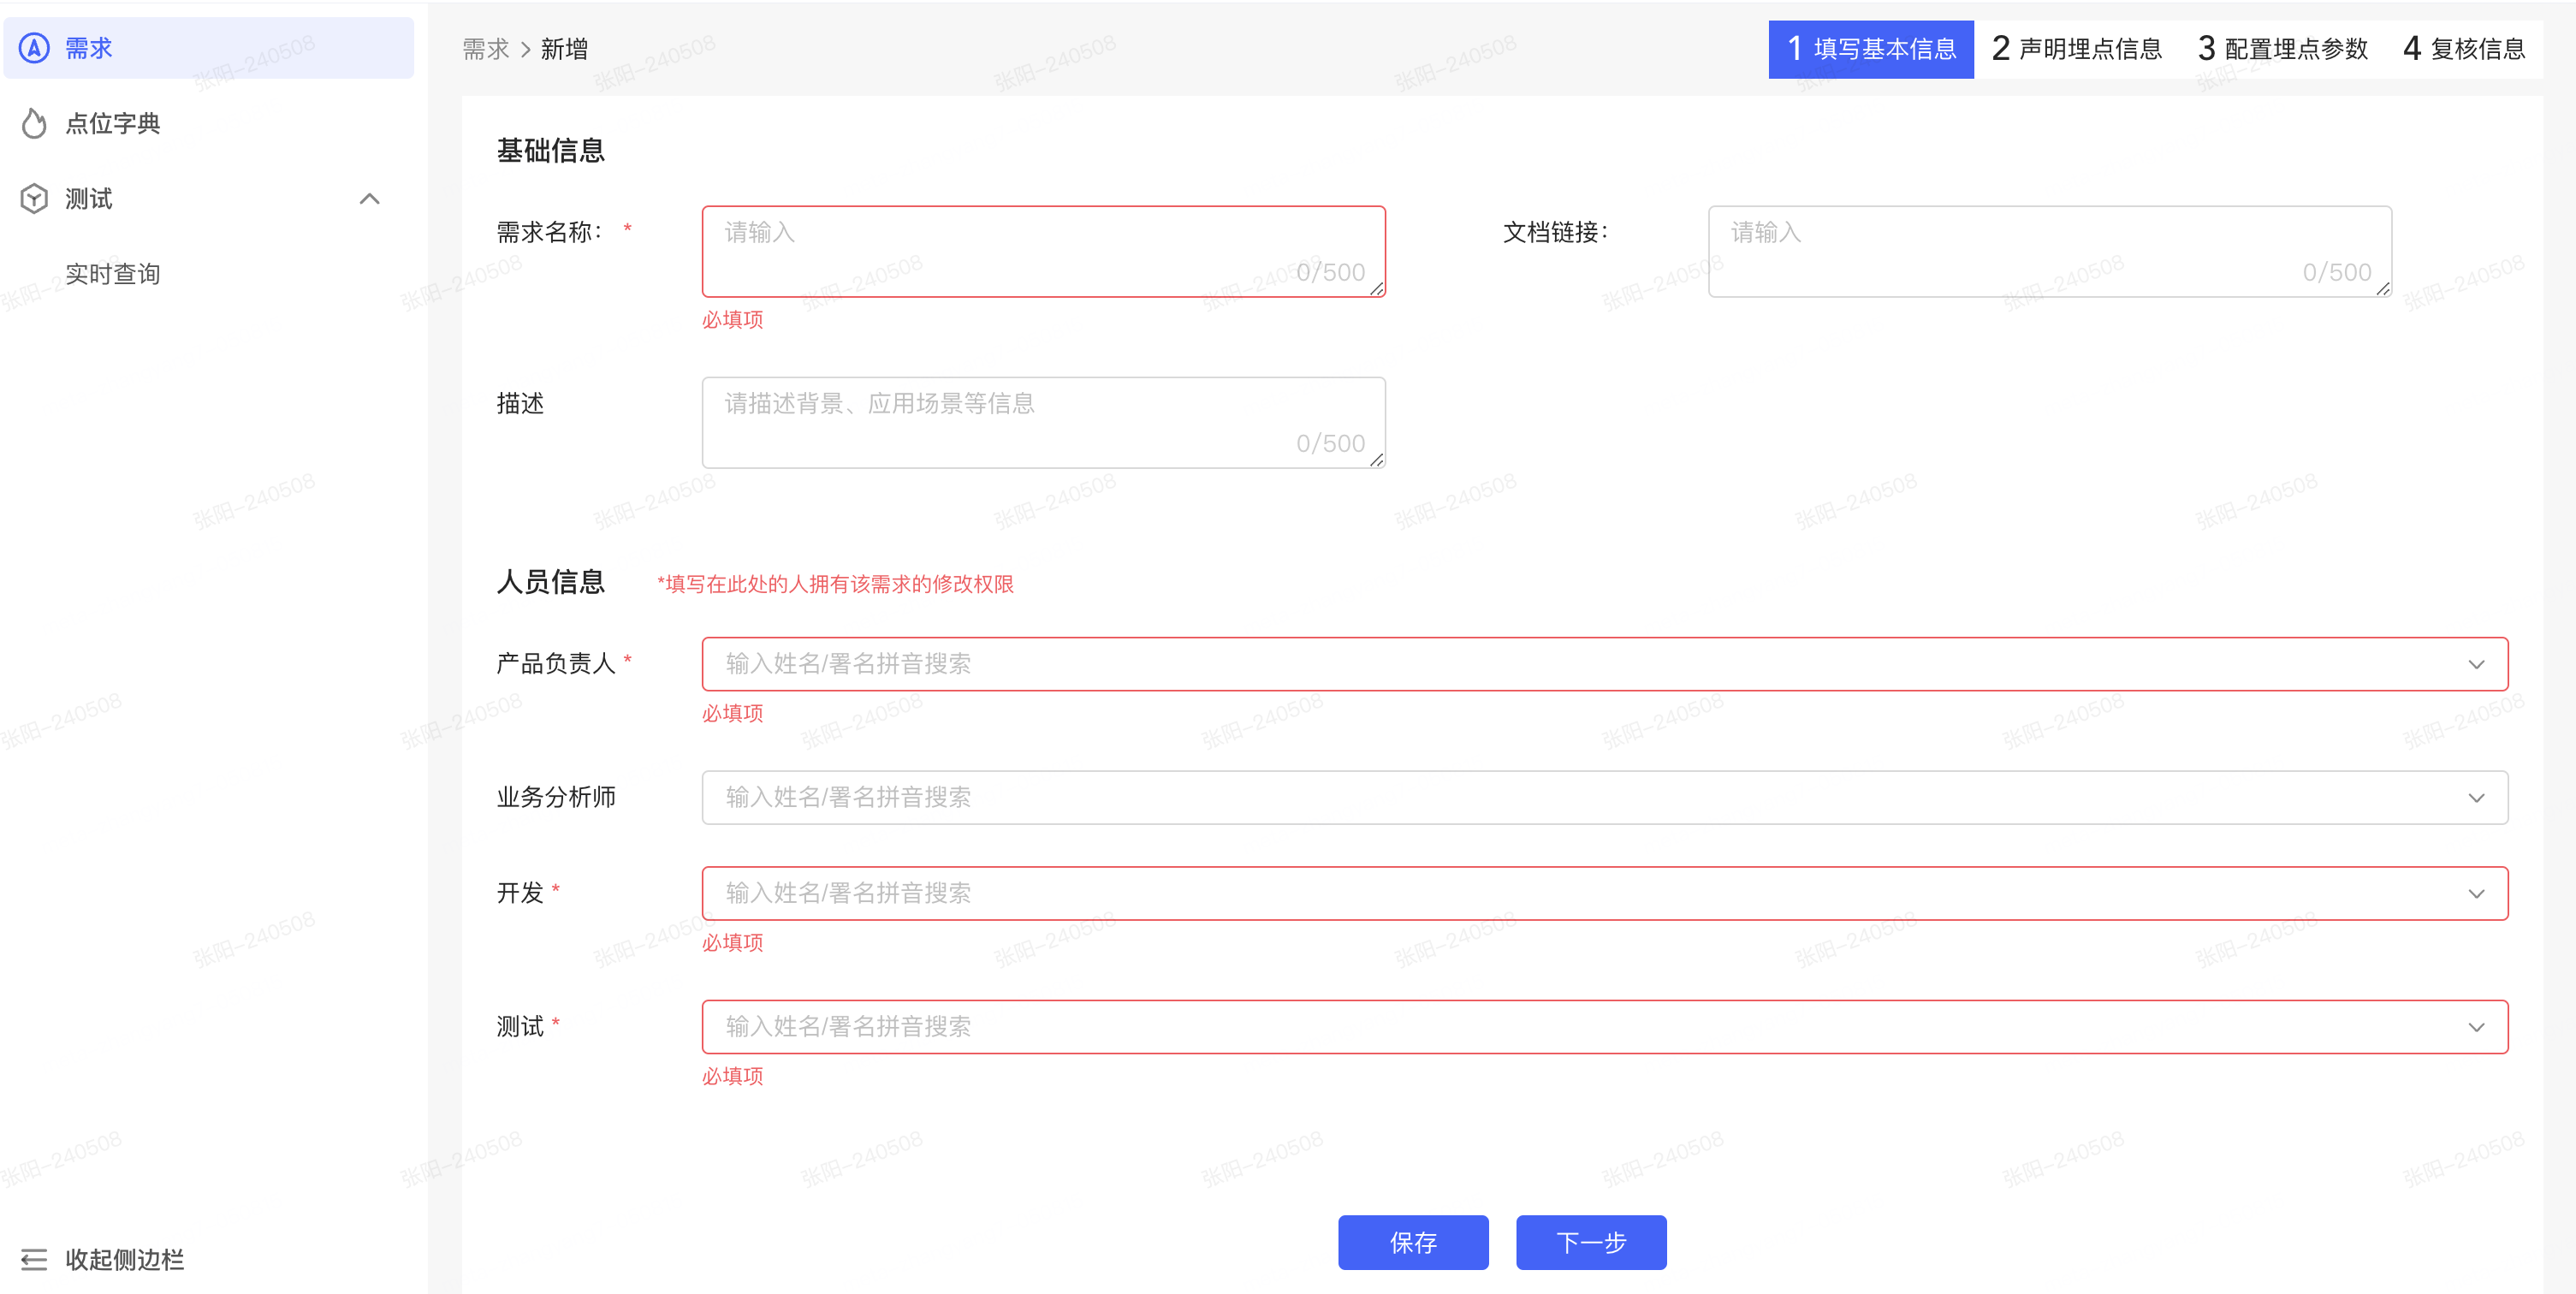 需求
点位字典
测试
实时查询
收起侧边栏
需求 > 新增
1 填写基本信息 2 声明埋点信息 3 配置埋点参数 4 复核信息
基础信息
需求名称： * 请输入 0/500
必填项
文档链接： 请输入 0/500
描述 请描述背景、应用场景等信息 0/500
人员信息 *填写在此处的人拥有该需求的修改权限
产品负责人 * 输入姓名/署名拼音搜索
必填项
业务分析师 输入姓名/署名拼音搜索
开发 * 输入姓名/署名拼音搜索
必填项
测试 * 输入姓名/署名拼音搜索
必填项
保存 下一步
张阳-240508